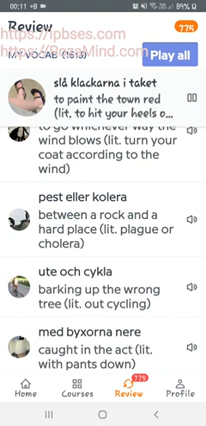 00:11
89%
https://ipbses.com
Review
775
https://RozaMind.com
MY VOCAB (1613)
Play all
slå klackarna i taket
to paint the town red
(lit. to hit your heels o...
to go whichever way the
wind blows (lit. turn your
coat according to the
wind)
pest eller kolera
between a rock and a
hard place (lit. plague or
cholera)
ute och cykla
barking up the wrong
tree (lit. out cycling)
med byxorna nere
caught in the act (lit.
with pants down)
775
Home Courses Review Profile